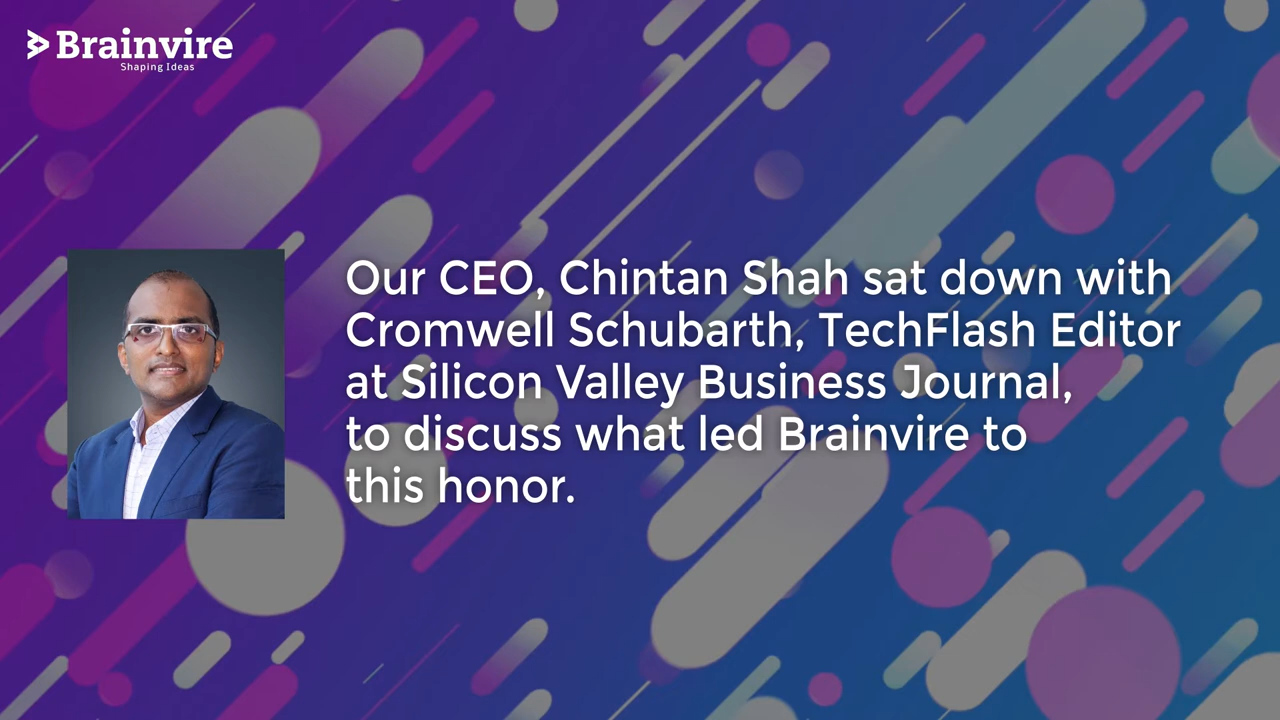 Brainvire
Shaping Ideas
Our CEO, Chintan Shah sat down with
Cromwell Schubarth, TechFlash Editor
at Silicon Valley Business Journal,
to discuss what led Brainvire to
this honor.